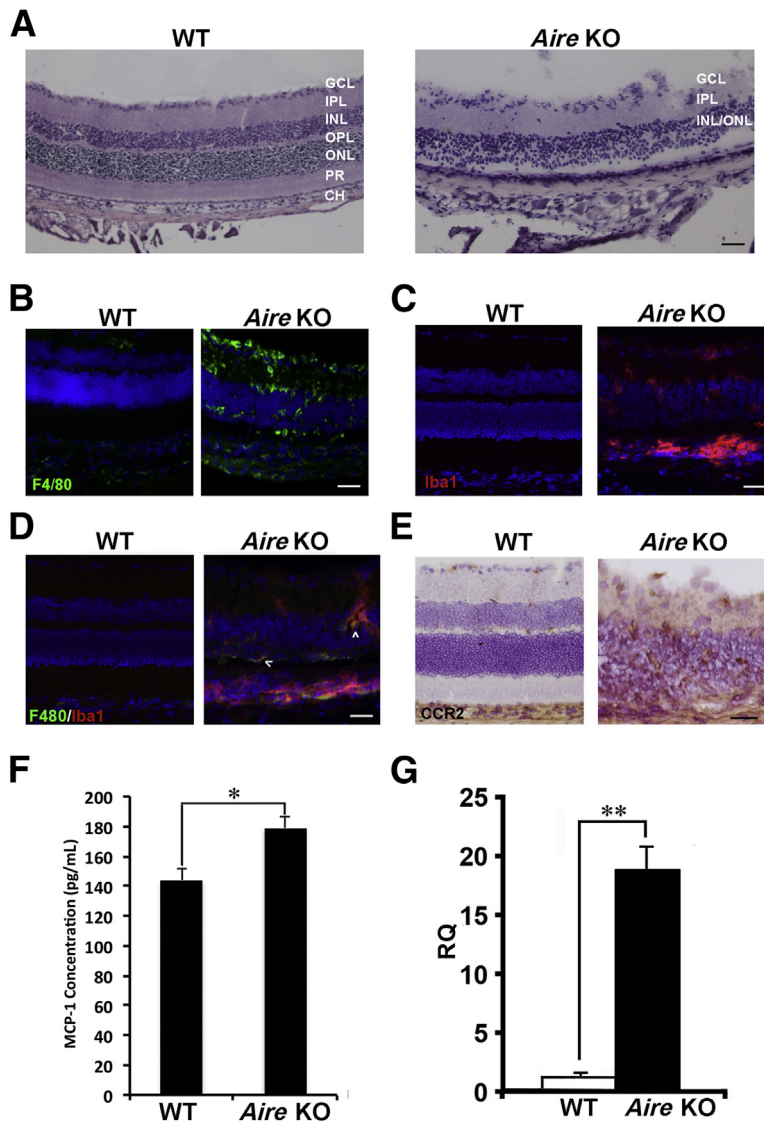 A
WT
Aire KO
GCL
IPL
INL
OPL
ONL
PR
CH
GCL
IPL
INL/ONL
B
WT
Aire KO
F4/80
C
WT
Aire KO
Iba1
D
WT
Aire KO
F480/Iba1
^
<
E
WT
Aire KO
CCR2
F
MCP-1 Concentration (pg/mL)
200
180
160
140
120
100
80
60
40
20
0
*
WT
Aire KO
G
RQ
25
20
15
10
5
0
**
WT
Aire KO